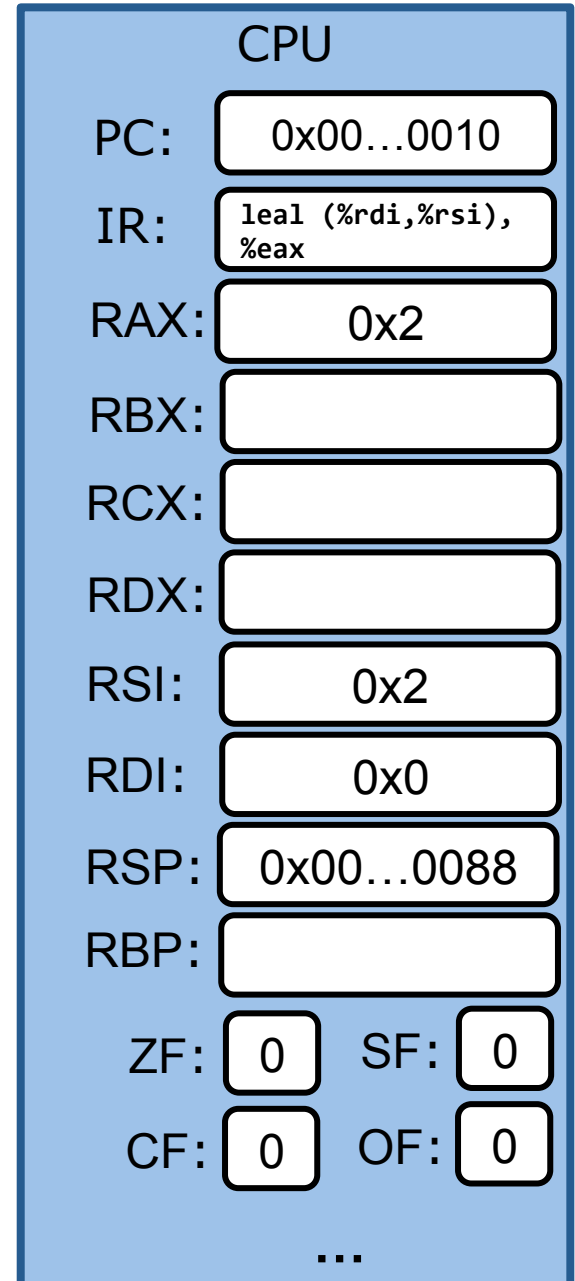 CPU
PC: 0x00...0010
IR: leal (%rdi,%rsi),
%eax
RAX: 0x2
RBX:
RCX:
RDX:
RSI: 0x2
RDI: 0x0
RSP: 0x00...0088
RBP:
ZF: 0 SF: 0
CF: 0 OF: 0
...